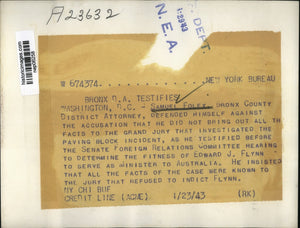 A23632
N.E.A.
1/23/43
DEPT.
W 674374 . . . . . . . . . NEW YORK BUREAU
BRONX D.A. TESTIFIES
WASHINGTON, D.C. - SAMUEL FOLEY, BRONX COUNTY
DISTRICT ATTORNEY, DEFENDED HIMSELF AGAINST
THE ACCUSATION THAT HE DID NOT BRING OUT ALL THE
FACTS TO THE GRAND JURY THAT INVESTIGATED THE
PAVING BLOCK INCIDENT, AS HE TESTIFIED BEFORE
THE SENATE FOREIGN RELATIONS COMMITTEE HEARING
TO DETERMINE THE FITNESS OF EDWARD J. FLYNN
TO SERVE AS MINISTER TO AUSTRALIA. HE INSISTED
THAT ALL THE FACTS OF THE CASE WERE KNOWN TO
THE JURY THAT REFUSED TO INDICT FLYNN.
NY CHI BUF
CREDIT LINE (ACME) 1/23/43 (RK)